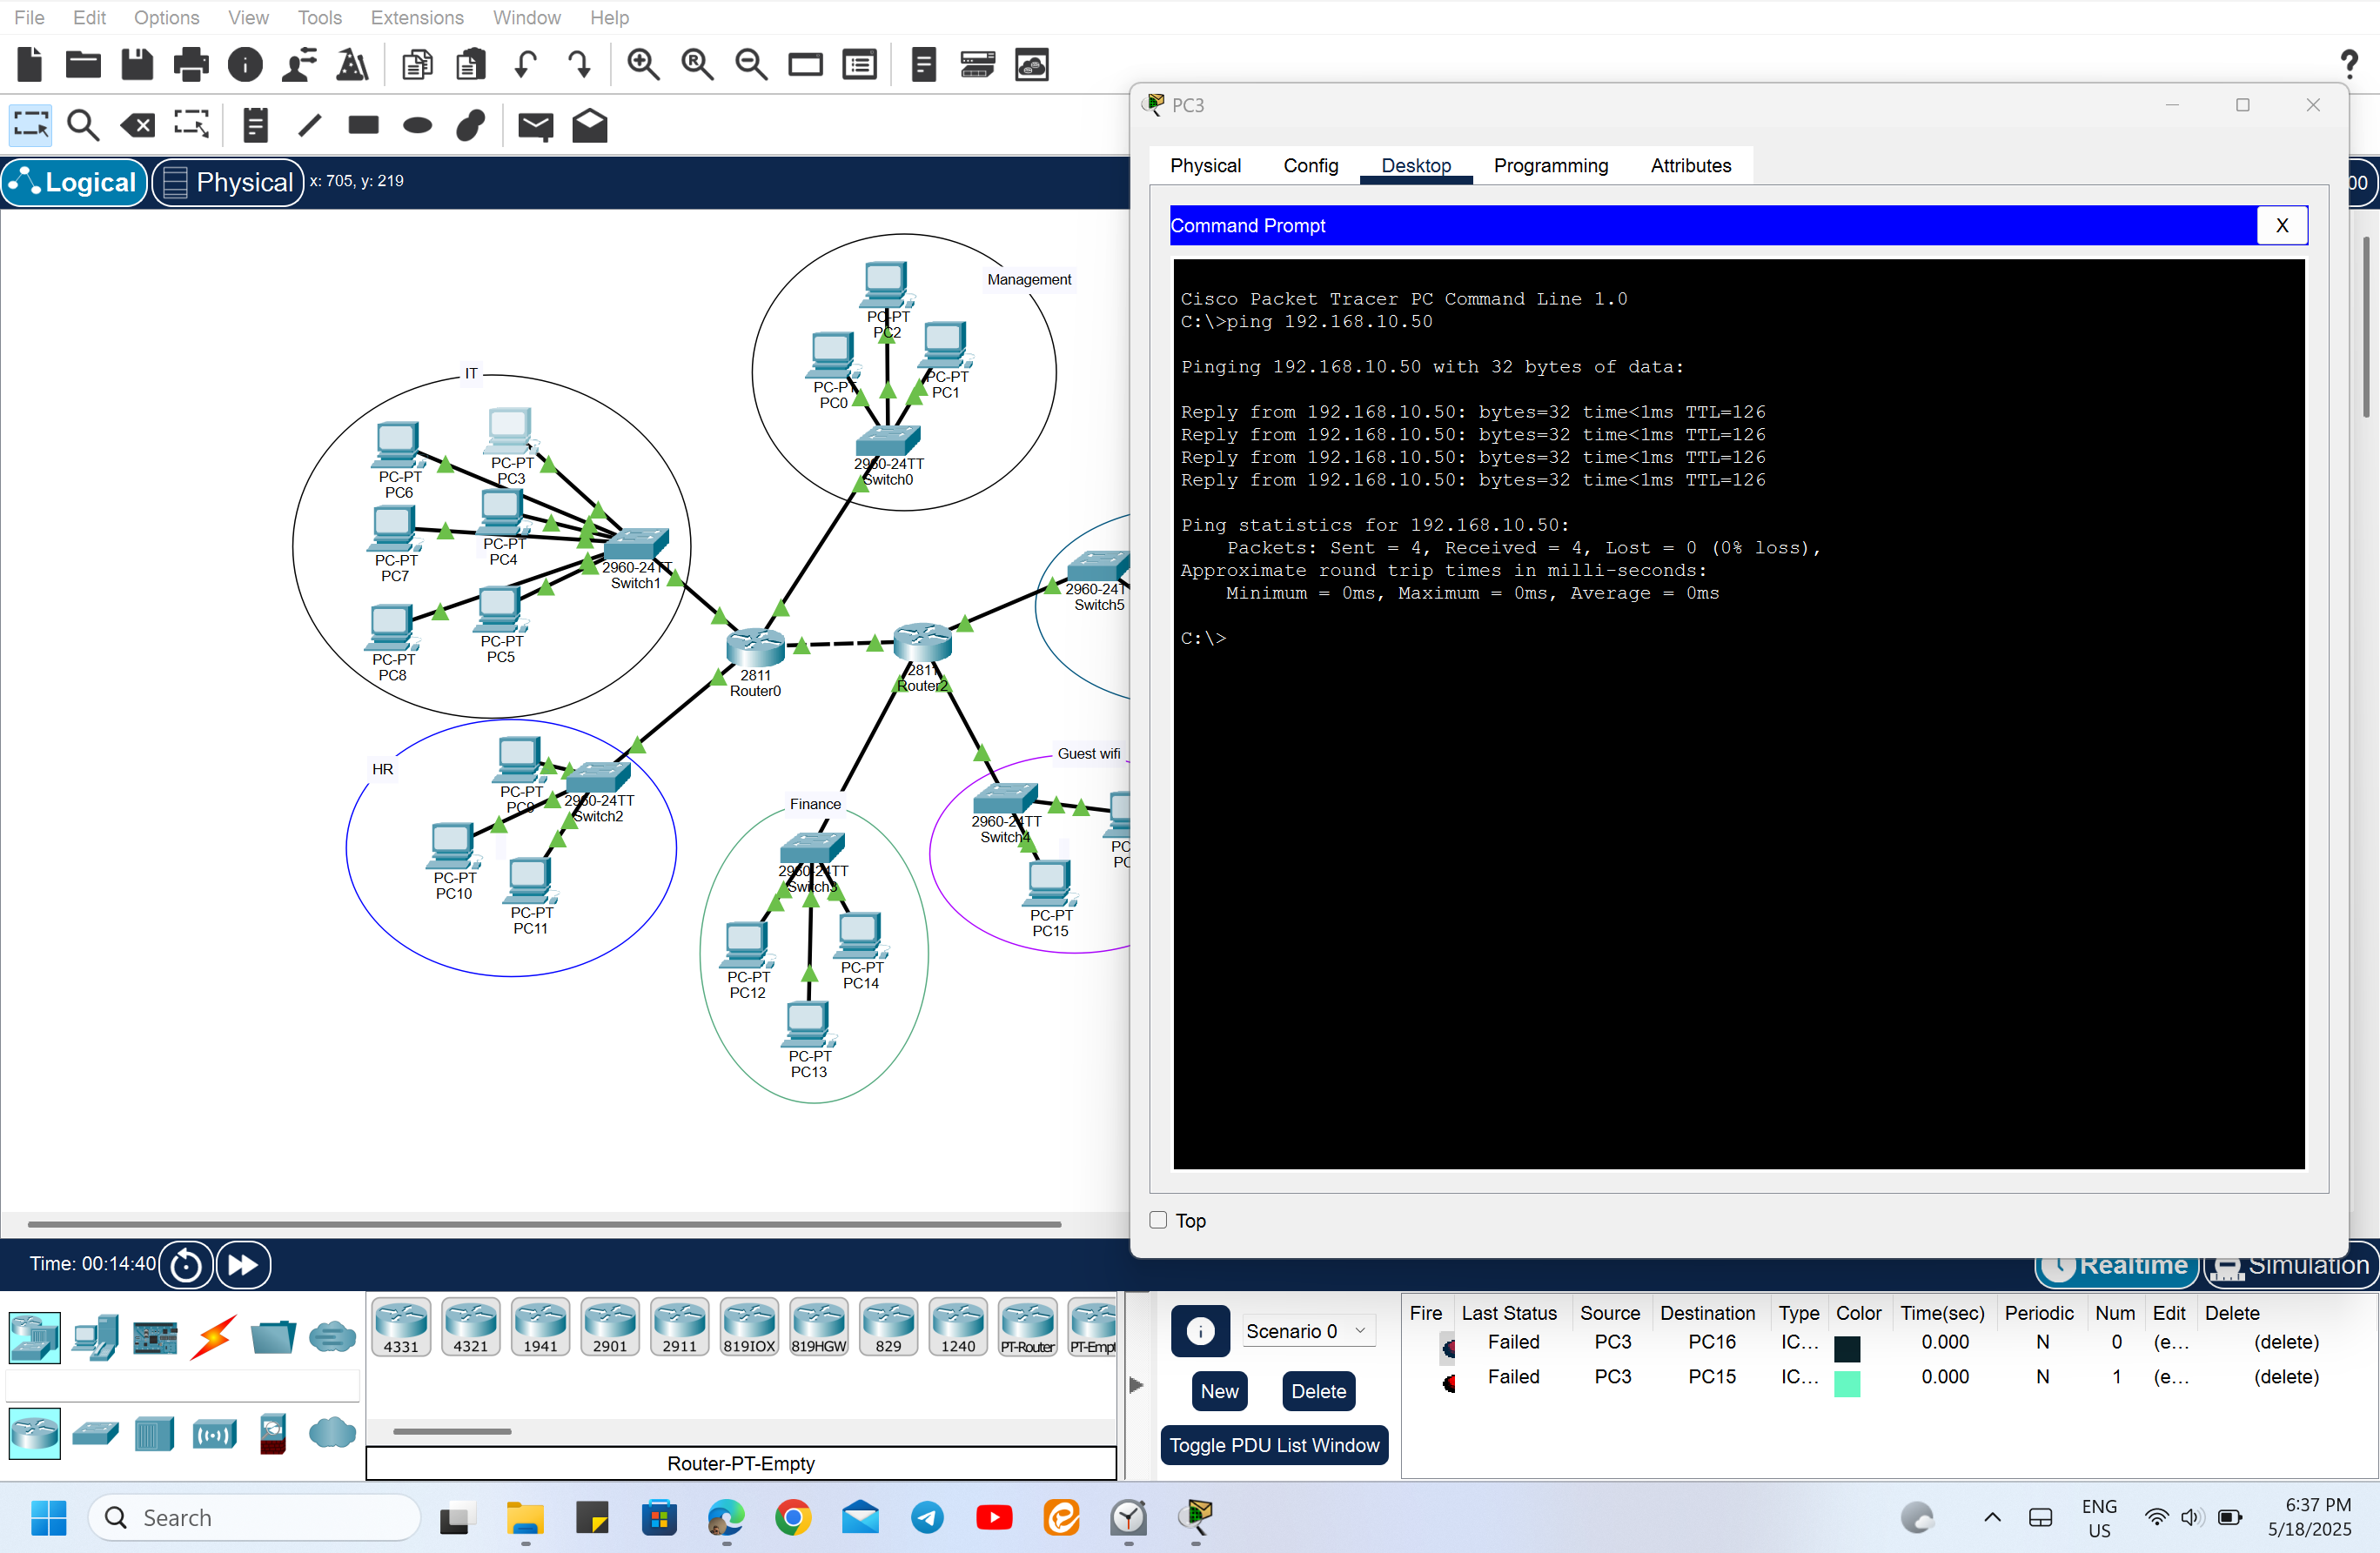 File Edit Options View Tools Extensions Window Help
PC3
Physical Config Desktop Programming Attributes
Logical Physical x: 705, y: 219
Command Prompt X
Cisco Packet Tracer PC Command Line 1.0
C:\>ping 192.168.10.50
Pinging 192.168.10.50 with 32 bytes of data:
Reply from 192.168.10.50: bytes=32 time<1ms TTL=126
Reply from 192.168.10.50: bytes=32 time<1ms TTL=126
Reply from 192.168.10.50: bytes=32 time<1ms TTL=126
Reply from 192.168.10.50: bytes=32 time<1ms TTL=126
Ping statistics for 192.168.10.50:
Packets: Sent = 4, Received = 4, Lost = 0 (0% loss),
Approximate round trip times in milli-seconds:
Minimum = 0ms, Maximum = 0ms, Average = 0ms
C:\>
Top
Management
PC-PT
PC2
PC-PT
PC0
PC-PT
PC1
2960-24TT
Switch0
IT
PC-PT
PC6
PC-PT
PC3
PC-PT
PC7
PC-PT
PC4
PC-PT
PC8
PC-PT
PC5
2960-24TT
Switch1
2811
Router0
2811
Router2
2960-24T
Switch5
HR
PC-PT
PC9
2960-24TT
Switch2
PC-PT
PC10
PC-PT
PC11
Finance
2960-24TT
Switch3
PC-PT
PC12
PC-PT
PC14
PC-PT
PC13
Guest wifi
2960-24TT
Switch4
PC
PC
PC-PT
PC15
Time: 00:14:40
Realtime Simulation
4331 4321 1941 2901 2911 819IOX 819HGW 829 1240 PT-Router PT-Empt
Router-PT-Empty
Scenario 0
New Delete
Toggle PDU List Window
Fire Last Status Source Destination Type Color Time(sec) Periodic Num Edit Delete
Failed PC3 PC16 IC... 0.000 N 0 (e... (delete)
Failed PC3 PC15 IC... 0.000 N 1 (e... (delete)
Search
ENG
US
6:37 PM
5/18/2025